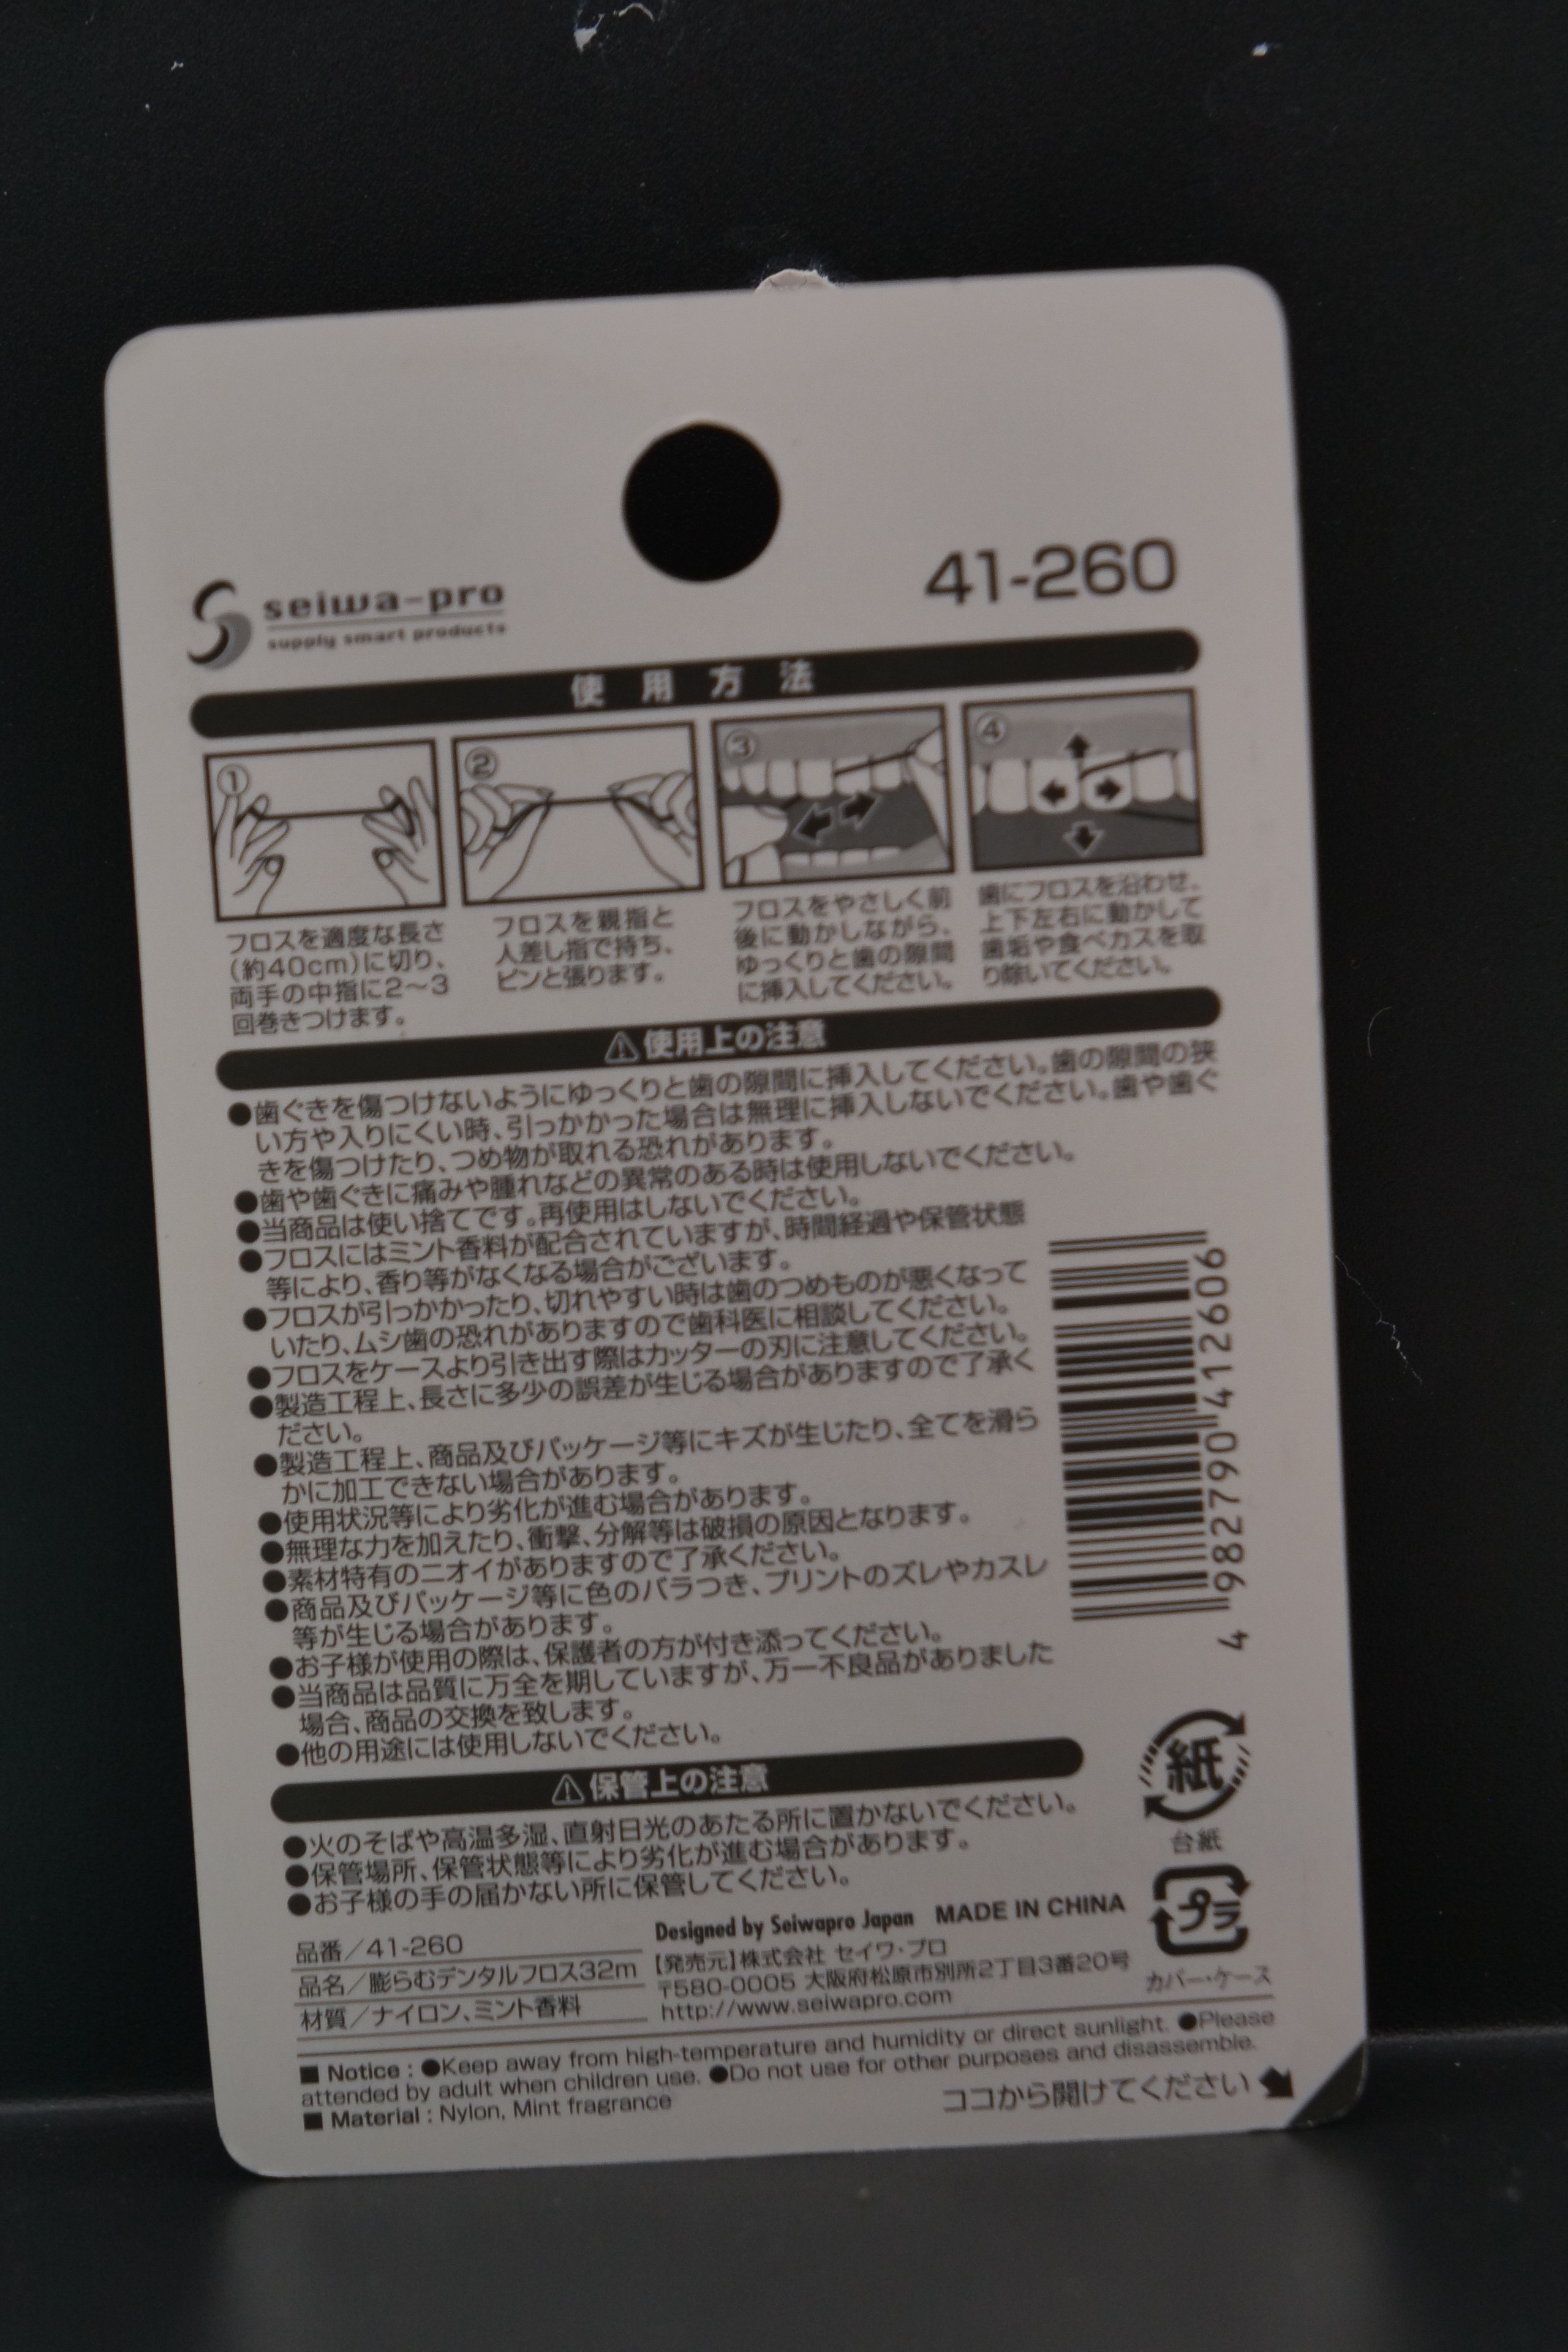 seiwa-pro
supply smart products
41-260
使用方法
①
フロスを適度な長さ
(約40cm)に切り、
両手の中指に2〜3
回巻きつけます。
②
フロスを親指と
人差し指で持ち、
ピンと張ります。
③
フロスをやさしく前
後に動かしながら、
ゆっくりと歯の隙間
に挿入してください。
④
歯にフロスを沿わせ、
上下左右に動かして
歯垢や食べカスを取
り除いてください。
⚠使用上の注意
●歯ぐきを傷つけないようにゆっくりと歯の隙間に挿入してください。歯の隙間の狭
い方や入りにくい時、引っかかった場合は無理に挿入しないでください。歯や歯ぐ
きを傷つけたり、つめ物が取れる恐れがあります。
●歯や歯ぐきに痛みや腫れなどの異常のある時は使用しないでください。
●当商品は使い捨てです。再使用はしないでください。
●フロスにはミント香料が配合されていますが、時間経過や保管状態
等により、香り等がなくなる場合がございます。
●フロスが引っかかったり、切れやすい時は歯のつめものが悪くなって
いたり、ムシ歯の恐れがありますので歯科医に相談してください。
●フロスをケースより引き出す際はカッターの刃に注意してください。
●製造工程上、長さに多少の誤差が生じる場合がありますので了承く
ださい。
●製造工程上、商品及びパッケージ等にキズが生じたり、全てを滑ら
かに加工できない場合があります。
●使用状況等により劣化が進む場合があります。
●無理な力を加えたり、衝撃、分解等は破損の原因となります。
●素材特有のニオイがありますので了承ください。
●商品及びパッケージ等に色のバラつき、プリントのズレやカスレ
等が生じる場合があります。
●お子様が使用の際は、保護者の方が付き添ってください。
●当商品は品質に万全を期していますが、万一不良品がありました
場合、商品の交換を致します。
●他の用途には使用しないでください。
4 982790 412606
⚠保管上の注意
●火のそばや高温多湿、直射日光のあたる所に置かないでください。
●保管場所、保管状態等により劣化が進む場合があります。
●お子様の手の届かない所に保管してください。
紙
台紙
プラ
カバー・ケース
品番/41-260
品名/膨らむデンタルフロス32m
材質/ナイロン、ミント香料
Designed by Seiwapro Japan MADE IN CHINA
【発売元】株式会社 セイワ・プロ
〒580-0005 大阪府松原市別所2丁目3番20号
http://www.seiwapro.com
■ Notice : ●Keep away from high-temperature and humidity or direct sunlight. ●Please
attended by adult when children use. ●Do not use for other purposes and disassemble.
■ Material : Nylon, Mint fragrance
ココから開けてください